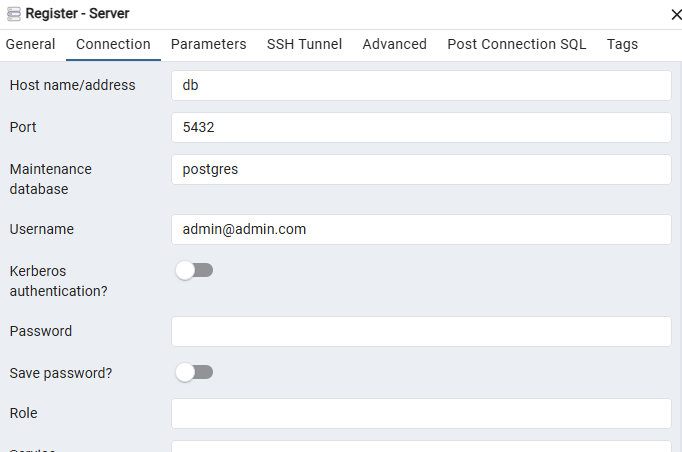 Register - Server
General Connection Parameters SSH Tunnel Advanced Post Connection SQL Tags
Host name/address db
Port 5432
Maintenance
database postgres
Username admin@admin.com
Kerberos
authentication?
Password
Save password?
Role